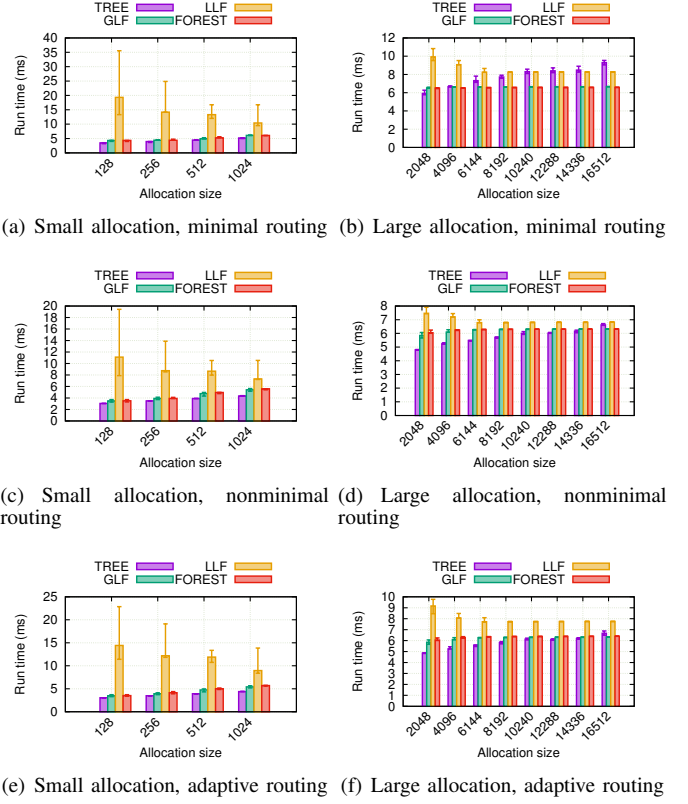 TREE LLF
GLF FOREST
Run time (ms)
40
35
30
25
20
15
10
5
0
128 256 512 1024
Allocation size
(a) Small allocation, minimal routing
TREE LLF
GLF FOREST
Run time (ms)
12
10
8
6
4
2
0
2048 4096 6144 8192 10240 12288 14336 16512
Allocation size
(b) Large allocation, minimal routing
TREE LLF
GLF FOREST
Run time (ms)
20
18
16
14
12
10
8
6
4
2
0
128 256 512 1024
Allocation size
(c) Small allocation, nonminimal
routing
TREE LLF
GLF FOREST
Run time (ms)
8
7
6
5
4
3
2
1
0
2048 4096 6144 8192 10240 12288 14336 16512
Allocation size
(d) Large allocation, nonminimal
routing
TREE LLF
GLF FOREST
Run time (ms)
25
20
15
10
5
0
128 256 512 1024
Allocation size
(e) Small allocation, adaptive routing
TREE LLF
GLF FOREST
Run time (ms)
10
9
8
7
6
5
4
3
2
1
0
2048 4096 6144 8192 10240 12288 14336 16512
Allocation size
(f) Large allocation, adaptive routing